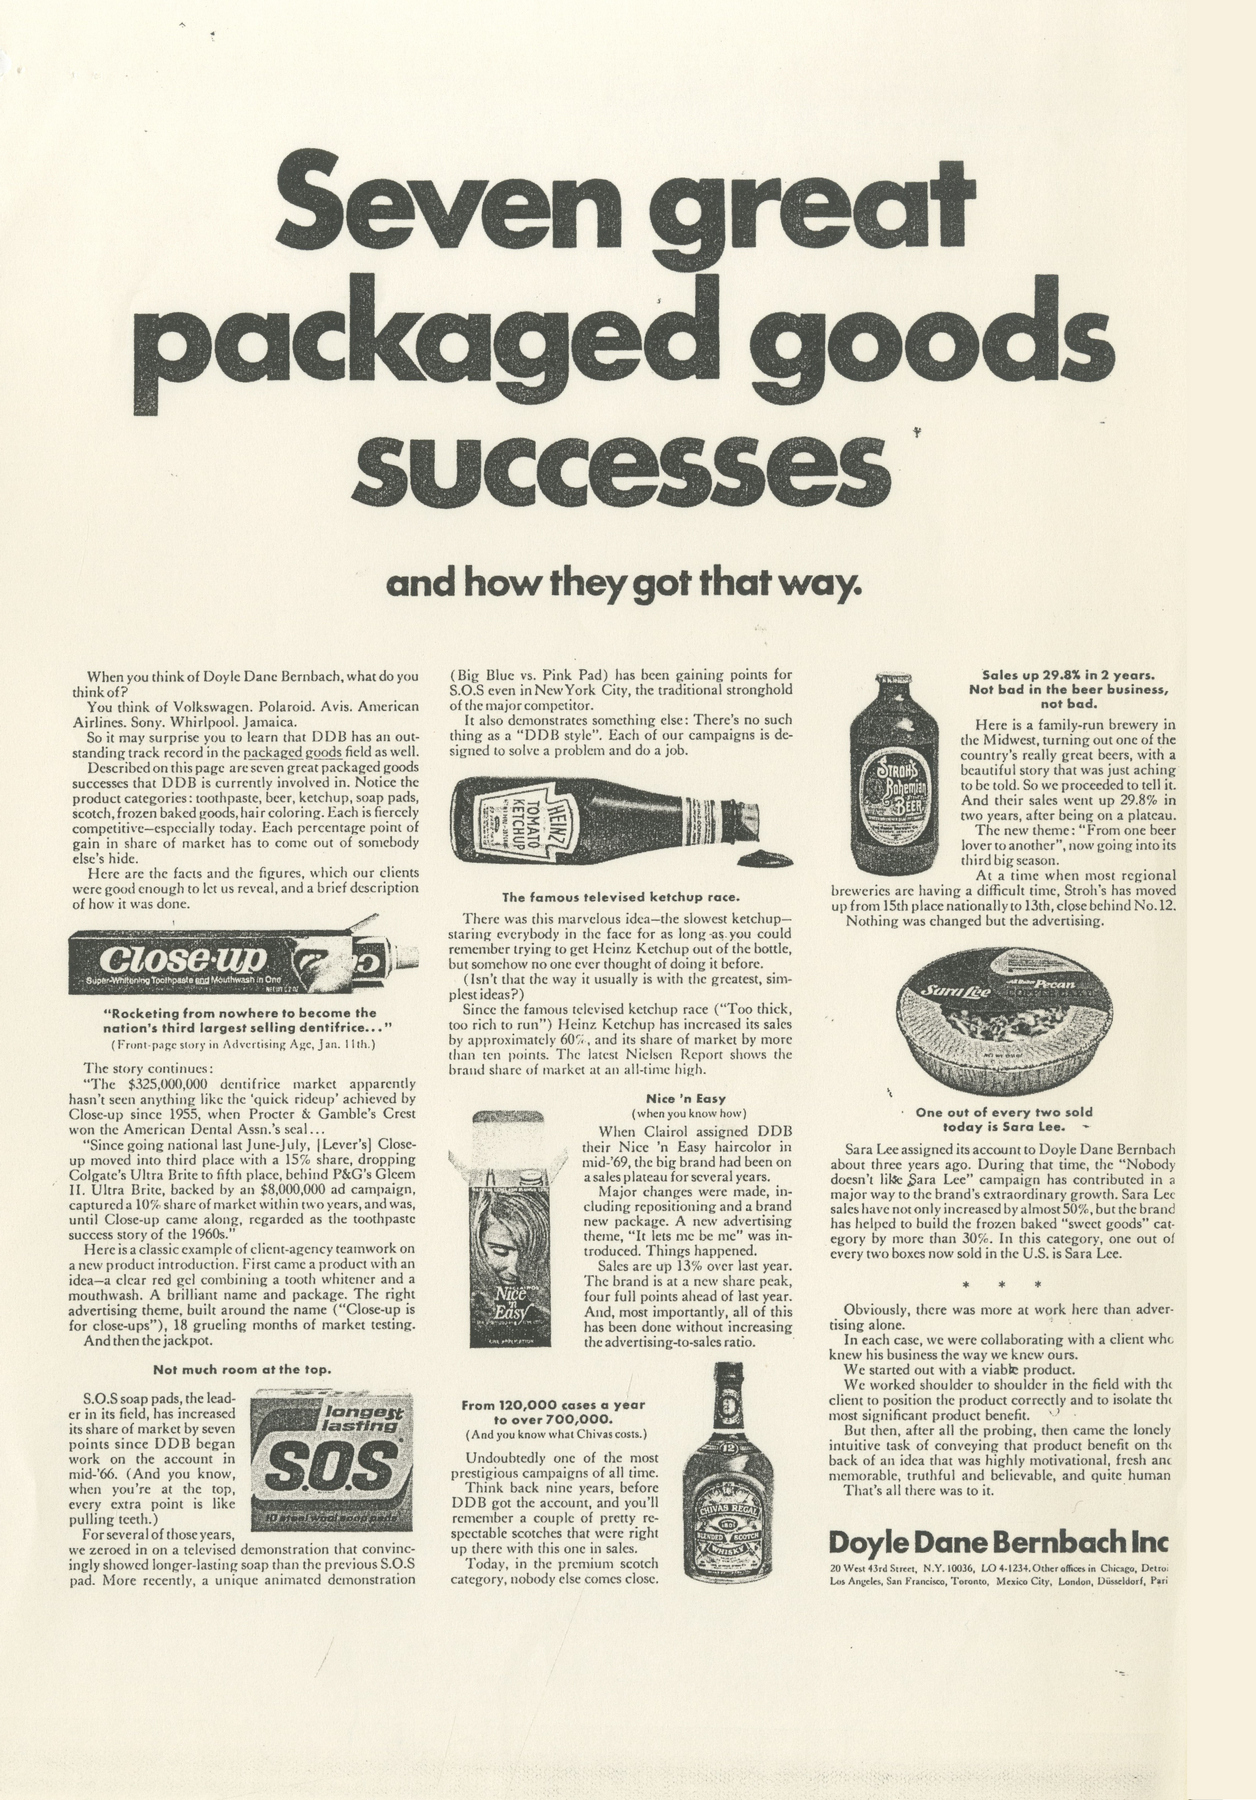 Seven great
packaged goods
successes
and how they got that way.
When you think of Doyle Dane Bernbach, what do you
think of?
You think of Volkswagen. Polaroid. Avis. American
Airlines. Sony. Whirlpool. Jamaica.
So it may surprise you to learn that DDB has an out-
standing track record in the packaged goods field as well.
Described on this page are seven great packaged goods
successes that DDB is currently involved in. Notice the
product categories: toothpaste, beer, ketchup, soap pads,
scotch, frozen baked goods, hair coloring. Each is fiercely
competitive—especially today. Each percentage point of
gain in share of market has to come out of somebody
else's hide.
Here are the facts and the figures, which our clients
were good enough to let us reveal, and a brief description
of how it was done.
Close-up
Super-Whitening Toothpaste and Mouthwash in One
"Rocketing from nowhere to become the
nation's third largest selling dentifrice..."
(Front-page story in Advertising Age, Jan. 11th.)
The story continues:
"The $325,000,000 dentifrice market apparently
hasn't seen anything like the 'quick rideup' achieved by
Close-up since 1955, when Procter & Gamble's Crest
won the American Dental Assn.'s seal...
"Since going national last June-July, [Lever's] Close-
up moved into third place with a 15% share, dropping
Colgate's Ultra Brite to fifth place, behind P&G's Gleem
II. Ultra Brite, backed by an $8,000,000 ad campaign,
captured a 10% share of market within two years, and was,
until Close-up came along, regarded as the toothpaste
success story of the 1960s."
Here is a classic example of client-agency teamwork on
a new product introduction. First came a product with an
idea—a clear red gel combining a tooth whitener and a
mouthwash. A brilliant name and package. The right
advertising theme, built around the name ("Close-up is
for close-ups"), 18 grueling months of market testing.
And then the jackpot.
Not much room at the top.
S.O.S soap pads, the lead-
er in its field, has increased
its share of market by seven
points since DDB began
work on the account in
mid-'66. (And you know,
when you're at the top,
every extra point is like
pulling teeth.)
For several of those years,
we zeroed in on a televised demonstration that convinc-
ingly showed longer-lasting soap than the previous S.O.S
pad. More recently, a unique animated demonstration
longest
lasting
S.O.S
10 steel wool soap pads
(Big Blue vs. Pink Pad) has been gaining points for
S.O.S even in New York City, the traditional stronghold
of the major competitor.
It also demonstrates something else: There's no such
thing as a "DDB style". Each of our campaigns is de-
signed to solve a problem and do a job.
HEINZ
TOMATO
KETCHUP
The famous televised ketchup race.
There was this marvelous idea—the slowest ketchup—
staring everybody in the face for as long as you could
remember trying to get Heinz Ketchup out of the bottle,
but somehow no one ever thought of doing it before.
(Isn't that the way it usually is with the greatest, sim-
plest ideas?)
Since the famous televised ketchup race ("Too thick,
too rich to run") Heinz Ketchup has increased its sales
by approximately 60%, and its share of market by more
than ten points. The latest Nielsen Report shows the
brand share of market at an all-time high.
Nice 'n Easy
(when you know how)
When Clairol assigned DDB
their Nice 'n Easy haircolor in
mid-'69, the big brand had been on
a sales plateau for several years.
Major changes were made, in-
cluding repositioning and a brand
new package. A new advertising
theme, "It lets me be me" was in-
troduced. Things happened.
Sales are up 13% over last year.
The brand is at a new share peak,
four full points ahead of last year.
And, most importantly, all of this
has been done without increasing
the advertising-to-sales ratio.
Nice
'n
Easy
From 120,000 cases a year
to over 700,000.
(And you know what Chivas costs.)
Undoubtedly one of the most
prestigious campaigns of all time.
Think back nine years, before
DDB got the account, and you'll
remember a couple of pretty re-
spectable scotches that were right
up there with this one in sales.
Today, in the premium scotch
category, nobody else comes close.
12
CHIVAS REGAL
BLENDED SCOTCH
WHISKY
STROH'S
Bohemian
BEER
Sales up 29.8% in 2 years.
Not bad in the beer business,
not bad.
Here is a family-run brewery in
the Midwest, turning out one of the
country's really great beers, with a
beautiful story that was just aching
to be told. So we proceeded to tell it.
And their sales went up 29.8% in
two years, after being on a plateau.
The new theme: "From one beer
lover to another", now going into its
third big season.
At a time when most regional
breweries are having a difficult time, Stroh's has moved
up from 15th place nationally to 13th, close behind No. 12.
Nothing was changed but the advertising.
Sara Lee
Pecan
One out of every two sold
today is Sara Lee.
Sara Lee assigned its account to Doyle Dane Bernbach
about three years ago. During that time, the "Nobody
doesn't like Sara Lee" campaign has contributed in a
major way to the brand's extraordinary growth. Sara Lee
sales have not only increased by almost 50%, but the brand
has helped to build the frozen baked "sweet goods" cat-
egory by more than 30%. In this category, one out of
every two boxes now sold in the U.S. is Sara Lee.
* * *
Obviously, there was more at work here than adver-
tising alone.
In each case, we were collaborating with a client who
knew his business the way we knew ours.
We started out with a viable product.
We worked shoulder to shoulder in the field with the
client to position the product correctly and to isolate the
most significant product benefit.
But then, after all the probing, then came the lonely
intuitive task of conveying that product benefit on the
back of an idea that was highly motivational, fresh and
memorable, truthful and believable, and quite human
That's all there was to it.
Doyle Dane Bernbach Inc
20 West 43rd Street, N.Y. 10036, LO 4-1234. Other offices in Chicago, Detroi
Los Angeles, San Francisco, Toronto, Mexico City, London, Düsseldorf, Pari